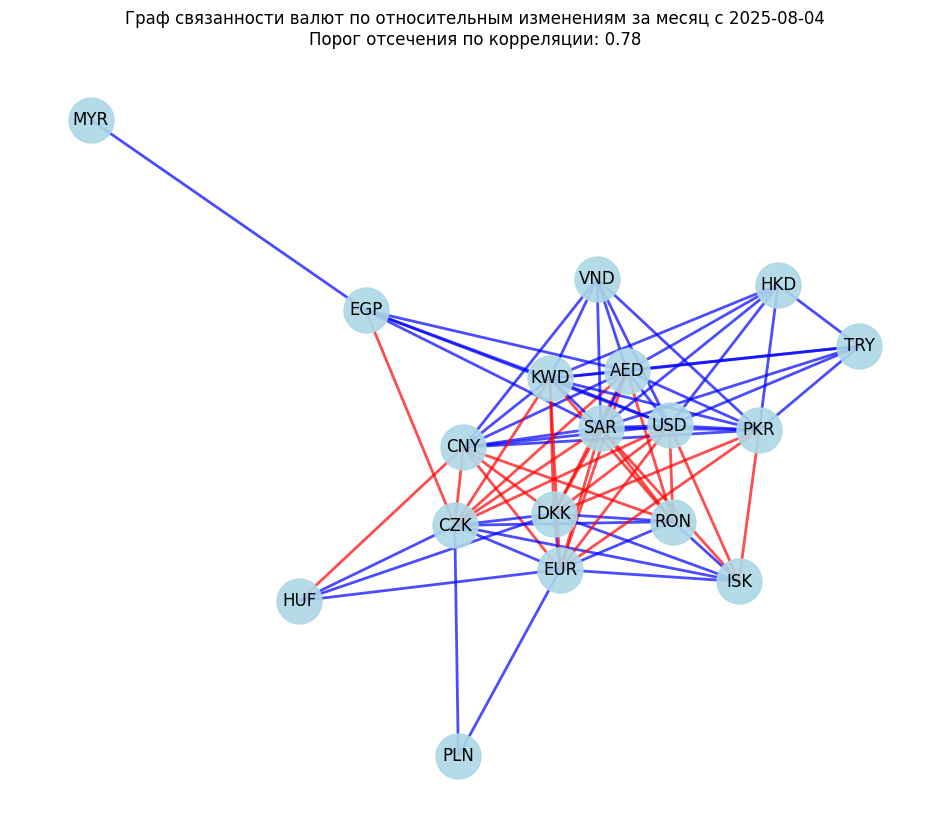 Граф связанности валют по относительным изменениям за месяц с 2025-08-04
Порог отсечения по корреляции: 0.78
MYR
VND
HKD
EGP
TRY
KWD
AED
SAR
USD
PKR
CNY
DKK
RON
CZK
EUR
ISK
HUF
PLN